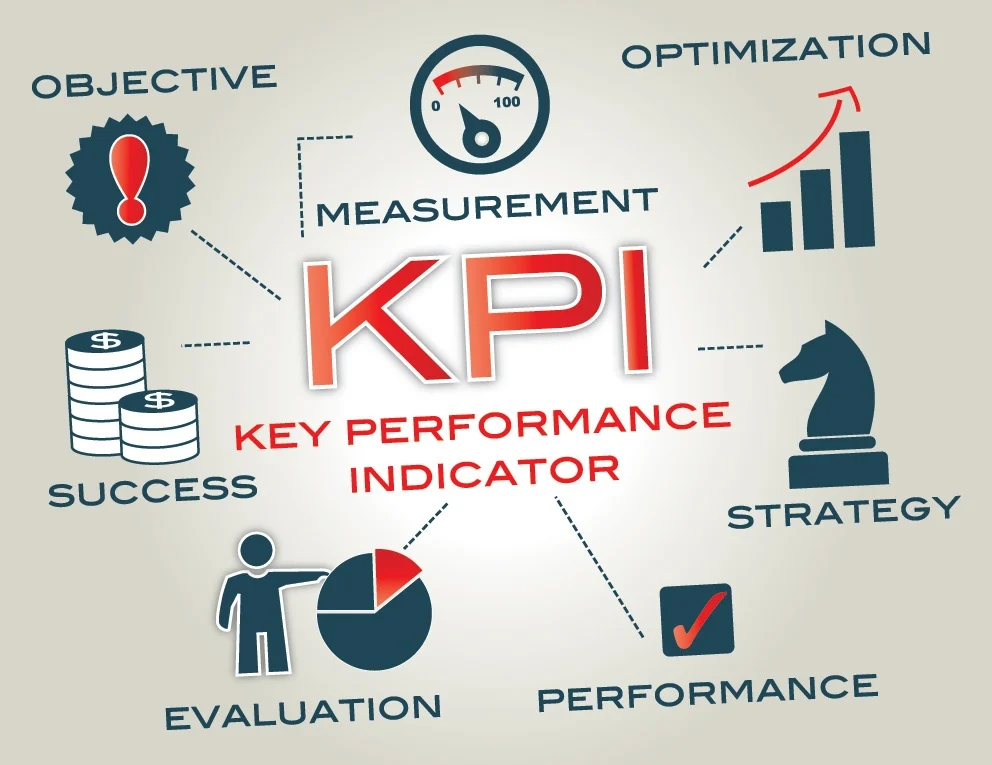 OBJECTIVE
OPTIMIZATION
0 100
MEASUREMENT
KPI
$
$
KEY PERFORMANCE
INDICATOR
SUCCESS
STRATEGY
EVALUATION
PERFORMANCE